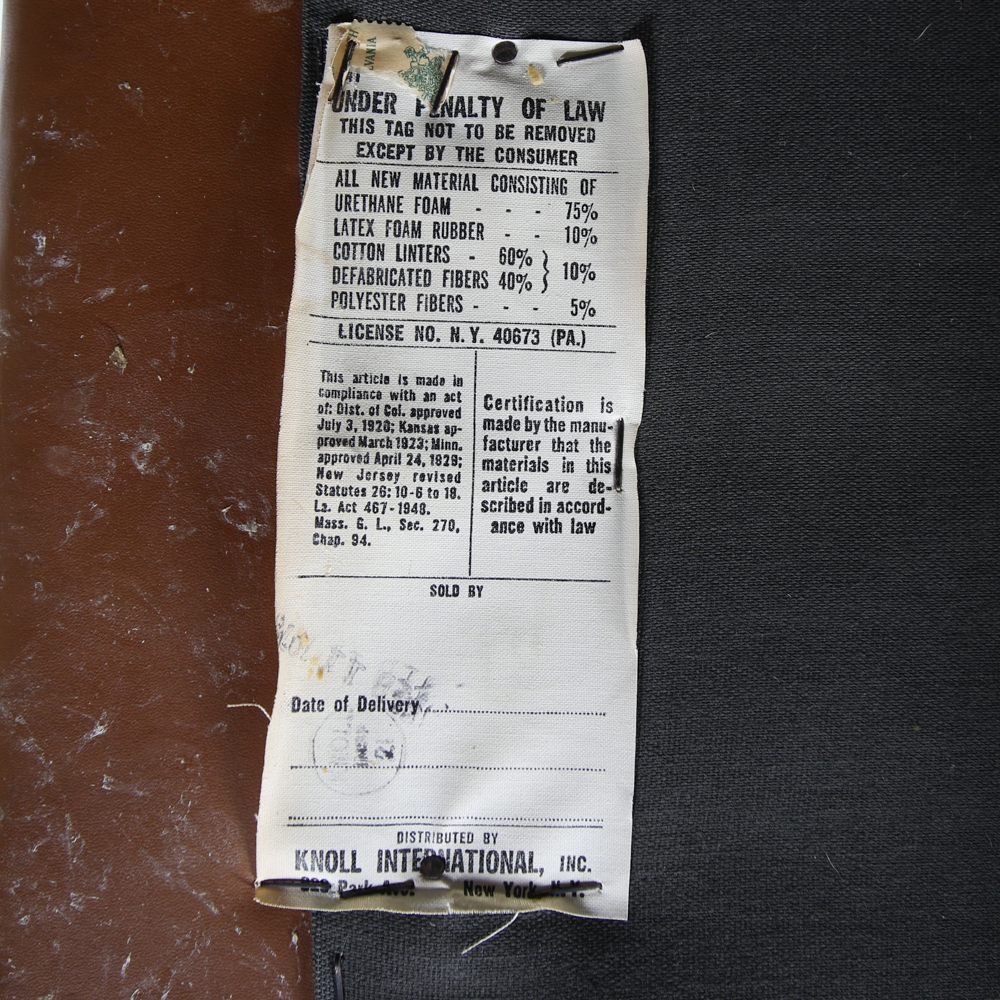 UNDER PENALTY OF LAW
THIS TAG NOT TO BE REMOVED
EXCEPT BY THE CONSUMER
ALL NEW MATERIAL CONSISTING OF
URETHANE FOAM - - - 75%
LATEX FOAM RUBBER - - 10%
COTTON LINTERS - 60%
DEFABRICATED FIBERS 40% } 10%
POLYESTER FIBERS - - - 5%
LICENSE NO. N.Y. 40673 (PA.)
This article is made in
compliance with an act
of: Dist. of Col. approved
July 3, 1926; Kansas ap-
proved March 1923; Minn.
approved April 24, 1929;
New Jersey revised
Statutes 26: 10-6 to 18.
La. Act 467-1948.
Mass. G. L., Sec. 270,
Chap. 94.
Certification is
made by the manu-
facturer that the
materials in this
article are de-
scribed in accord-
ance with law
SOLD BY
Date of Delivery
DISTRIBUTED BY
KNOLL INTERNATIONAL, INC.
Park Ave. New York N.Y.